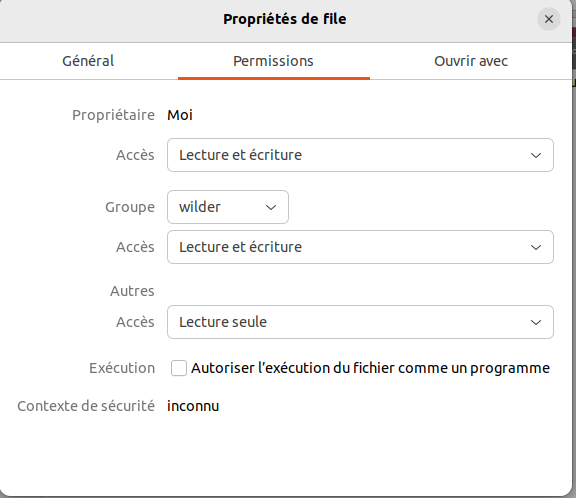 Propriétés de file
Général Permissions Ouvrir avec
Propriétaire Moi
Accès Lecture et écriture
Groupe wilder
Accès Lecture et écriture
Autres
Accès Lecture seule
Exécution Autoriser l’exécution du fichier comme un programme
Contexte de sécurité inconnu